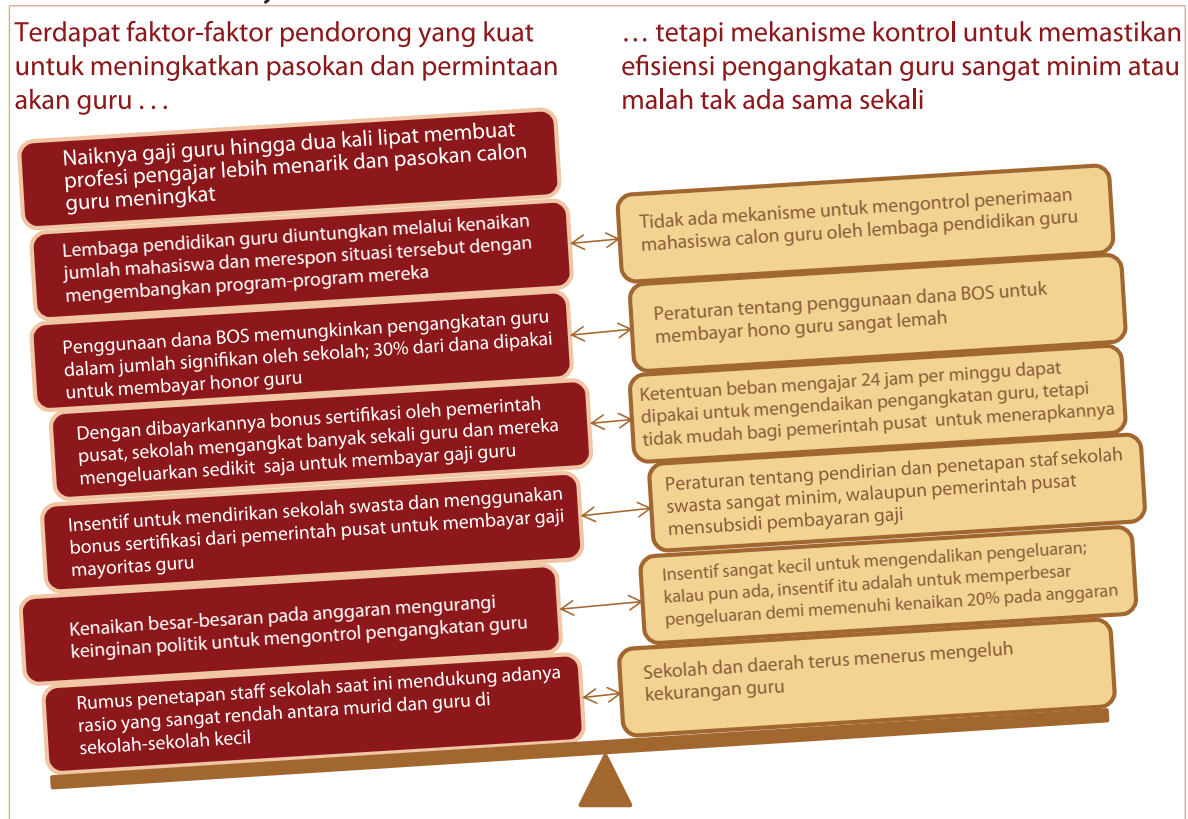 Terdapat faktor-faktor pendorong yang kuat
untuk meningkatkan pasokan dan permintaan
akan guru . . .
... tetapi mekanisme kontrol untuk memastikan
efisiensi pengangkatan guru sangat minim atau
malah tak ada sama sekali
Naiknya gaji guru hingga dua kali lipat membuat
profesi pengajar lebih menarik dan pasokan calon
guru meningkat
Lembaga pendidikan guru diuntungkan melalui kenaikan
jumlah mahasiswa dan merespon situasi tersebut dengan
mengembangkan program-program mereka
Tidak ada mekanisme untuk mengontrol penerimaan
mahasiswa calon guru oleh lembaga pendidikan guru
Penggunaan dana BOS memungkinkan pengangkatan guru
dalam jumlah signifikan oleh sekolah; 30% dari dana dipakai
untuk membayar honor guru
Peraturan tentang penggunaan dana BOS untuk
membayar hono guru sangat lemah
Dengan dibayarkannya bonus sertifikasi oleh pemerintah
pusat, sekolah mengangkat banyak sekali guru dan mereka
mengeluarkan sedikit saja untuk membayar gaji guru
Ketentuan beban mengajar 24 jam per minggu dapat
dipakai untuk mengendaikan pengangkatan guru, tetapi
tidak mudah bagi pemerintah pusat untuk menerapkannya
Insentif untuk mendirikan sekolah swasta dan menggunakan
bonus sertifikasi dari pemerintah pusat untuk membayar gaji
mayoritas guru
Peraturan tentang pendirian dan penetapan staf sekolah
swasta sangat minim, walaupun pemerintah pusat
mensubsidi pembayaran gaji
Kenaikan besar-besaran pada anggaran mengurangi
keinginan politik untuk mengontrol pengangkatan guru
Insentif sangat kecil untuk mengendalikan pengeluaran;
kalau pun ada, insentif itu adalah untuk memperbesar
pengeluaran demi memenuhi kenaikan 20% pada anggaran
Rumus penetapan staff sekolah saat ini mendukung adanya
rasio yang sangat rendah antara murid dan guru di
sekolah-sekolah kecil
Sekolah dan daerah terus menerus mengeluh
kekurangan guru